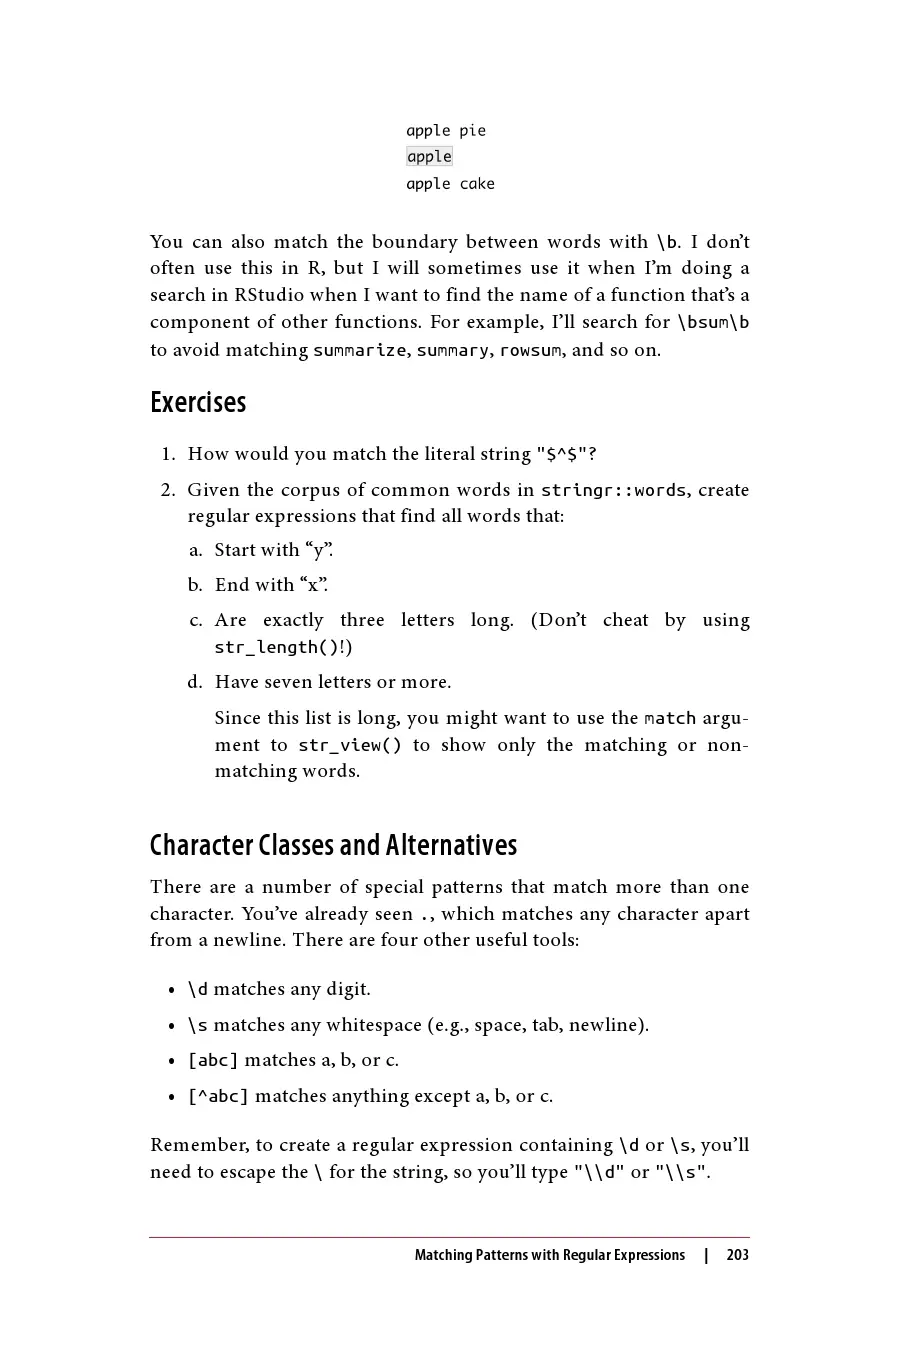 apple pie
apple
apple cake
You can also match the boundary between words with \b. I don’t
often use this in R, but I will sometimes use it when I’m doing a
search in RStudio when I want to find the name of a function that’s a
component of other functions. For example, I’ll search for \bsum\b
to avoid matching summarize, summary, rowsum, and so on.
Exercises
1. How would you match the literal string "$^$"?
2. Given the corpus of common words in stringr::words, create
regular expressions that find all words that:
a. Start with “y”.
b. End with “x”.
c. Are exactly three letters long. (Don’t cheat by using
str_length()!)
d. Have seven letters or more.
Since this list is long, you might want to use the match argu-
ment to str_view() to show only the matching or non-
matching words.
Character Classes and Alternatives
There are a number of special patterns that match more than one
character. You’ve already seen ., which matches any character apart
from a newline. There are four other useful tools:
• \d matches any digit.
• \s matches any whitespace (e.g., space, tab, newline).
• [abc] matches a, b, or c.
• [^abc] matches anything except a, b, or c.
Remember, to create a regular expression containing \d or \s, you’ll
need to escape the \ for the string, so you’ll type "\\d" or "\\s".
Matching Patterns with Regular Expressions | 203